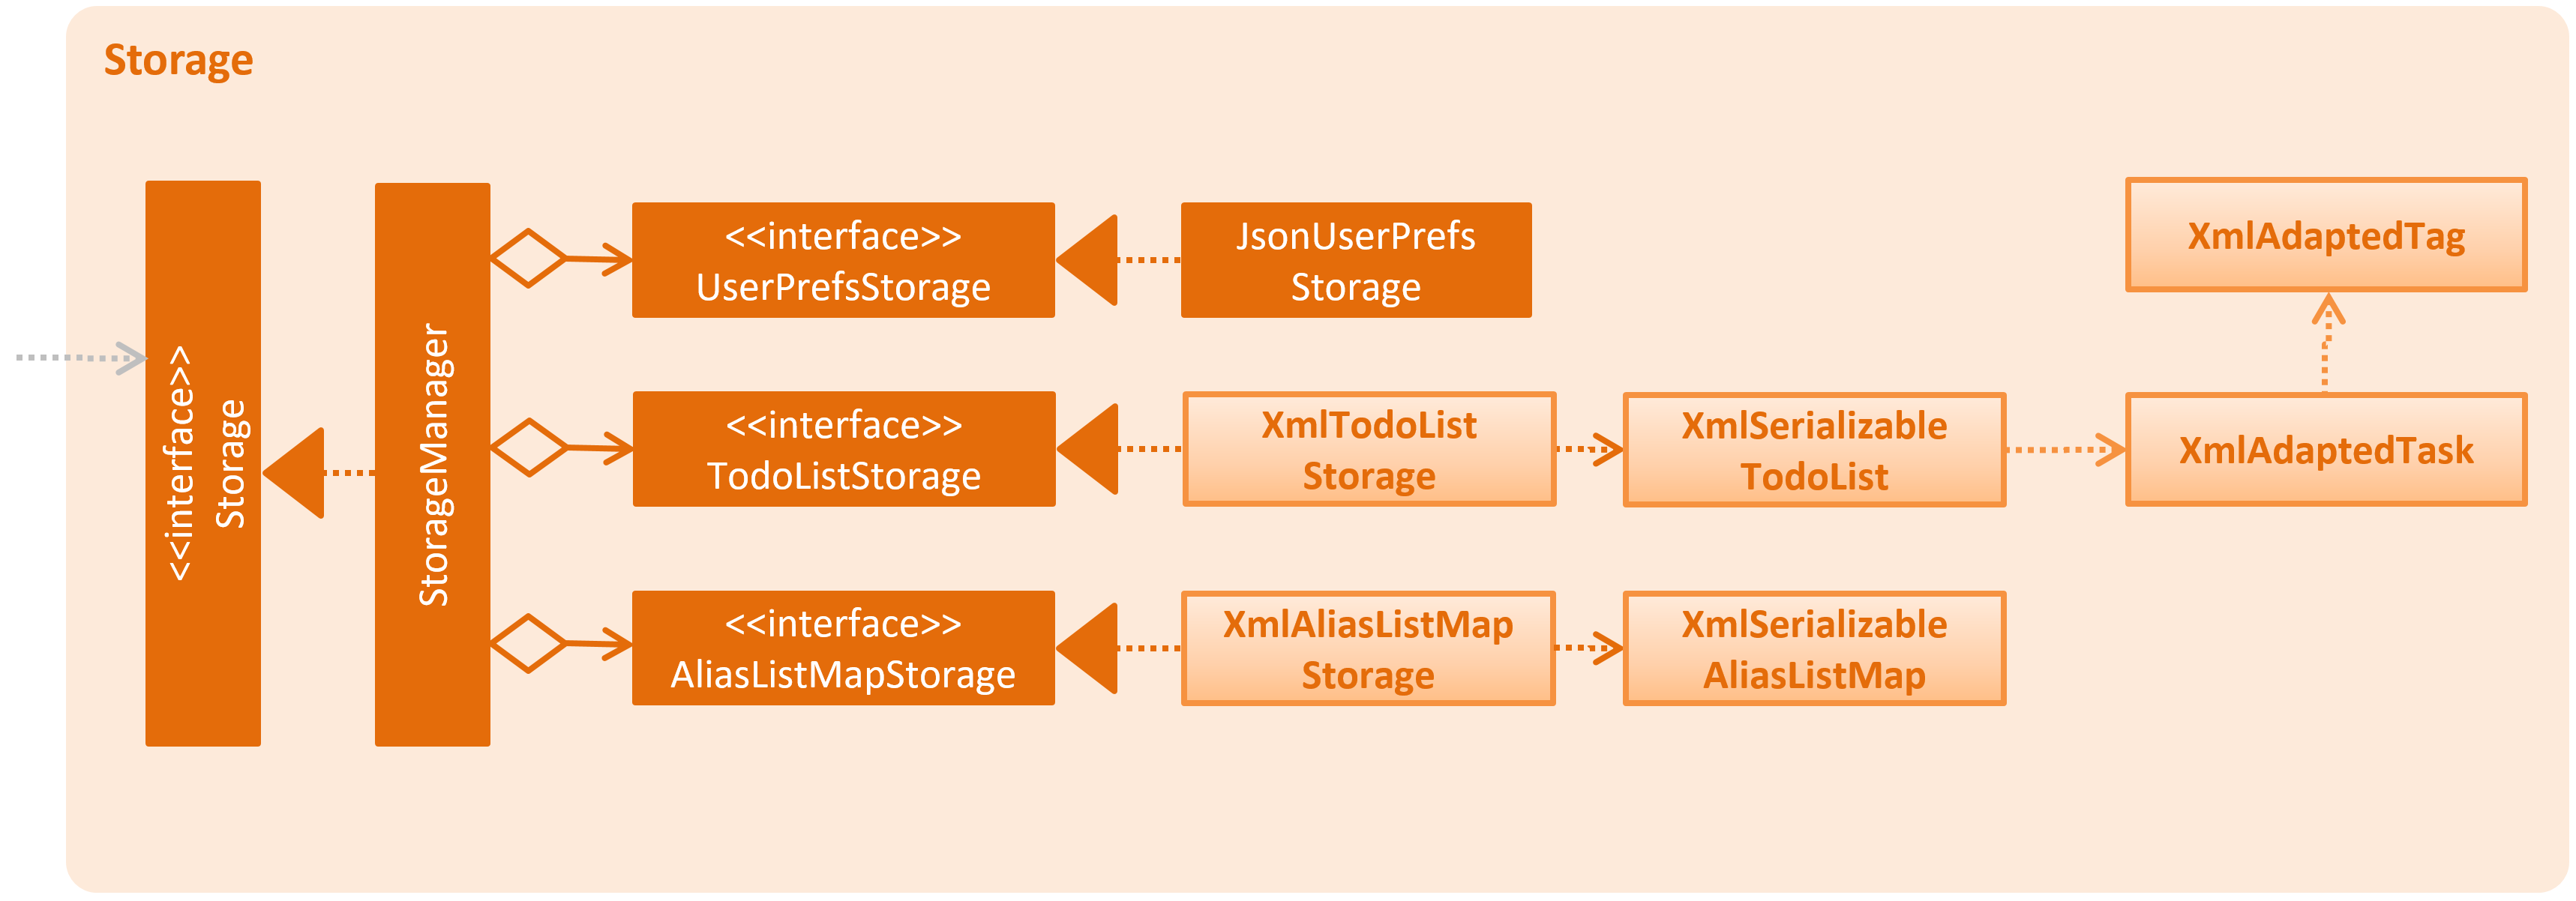 Storage
<<interface>>
Storage
StorageManager
<<interface>>
UserPrefsStorage
JsonUserPrefs
Storage
XmlAdaptedTag
<<interface>>
TodoListStorage
XmlTodoList
Storage
XmlSerializable
TodoList
XmlAdaptedTask
<<interface>>
AliasListMapStorage
XmlAliasListMap
Storage
XmlSerializable
AliasListMap